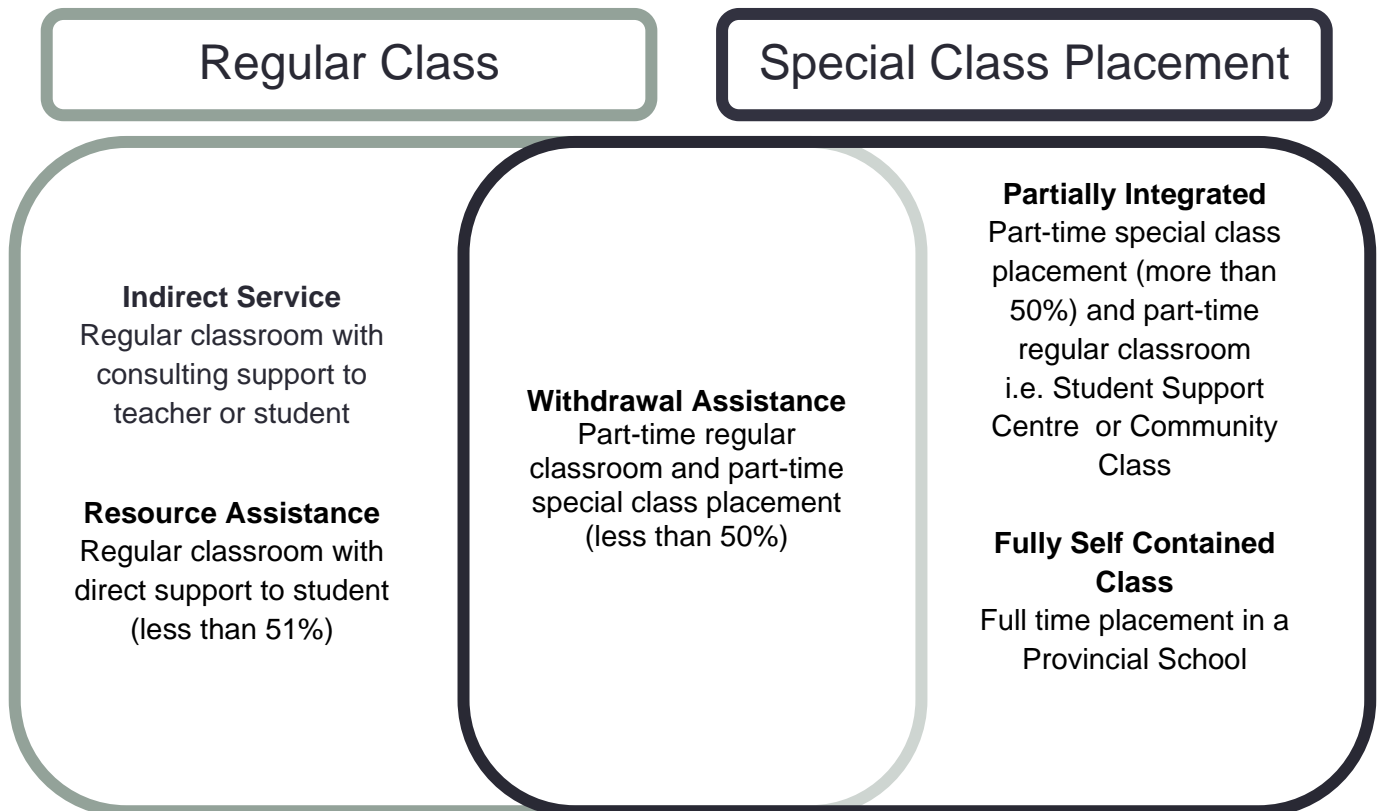 Regular Class
Special Class Placement
Indirect Service
Regular classroom with
consulting support to
teacher or student
Resource Assistance
Regular classroom with
direct support to student
(less than 51%)
Withdrawal Assistance
Part-time regular
classroom and part-time
special class placement
(less than 50%)
Partially Integrated
Part-time special class
placement (more than
50%) and part-time
regular classroom
i.e. Student Support
Centre or Community
Class
Fully Self Contained
Class
Full time placement in a
Provincial School